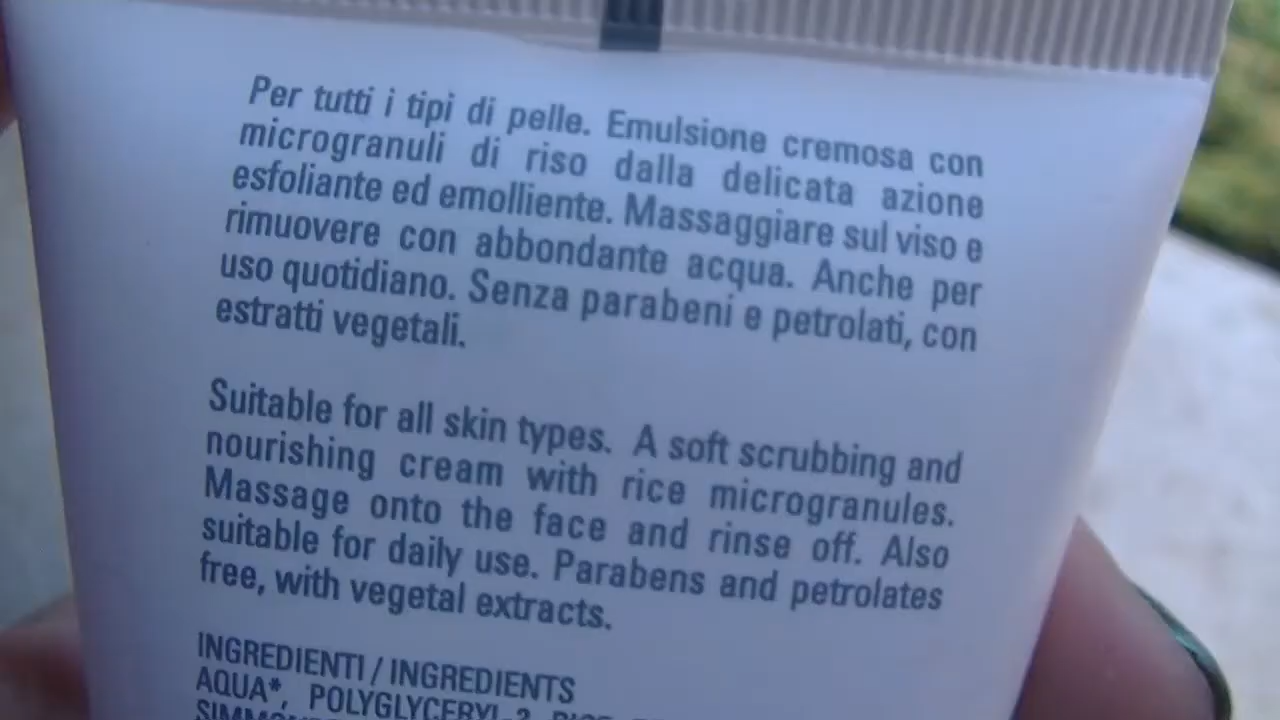 Per tutti i tipi di pelle. Emulsione cremosa con
microgranuli di riso dalla delicata azione
esfoliante ed emolliente. Massaggiare sul viso e
rimuovere con abbondante acqua. Anche per
uso quotidiano. Senza parabeni e petrolati, con
estratti vegetali.
Suitable for all skin types. A soft scrubbing and
nourishing cream with rice microgranules.
Massage onto the face and rinse off. Also
suitable for daily use. Parabens and petrolates
free, with vegetal extracts.
INGREDIENTI / INGREDIENTS
AQUA*, POLYGLYCERYL-3